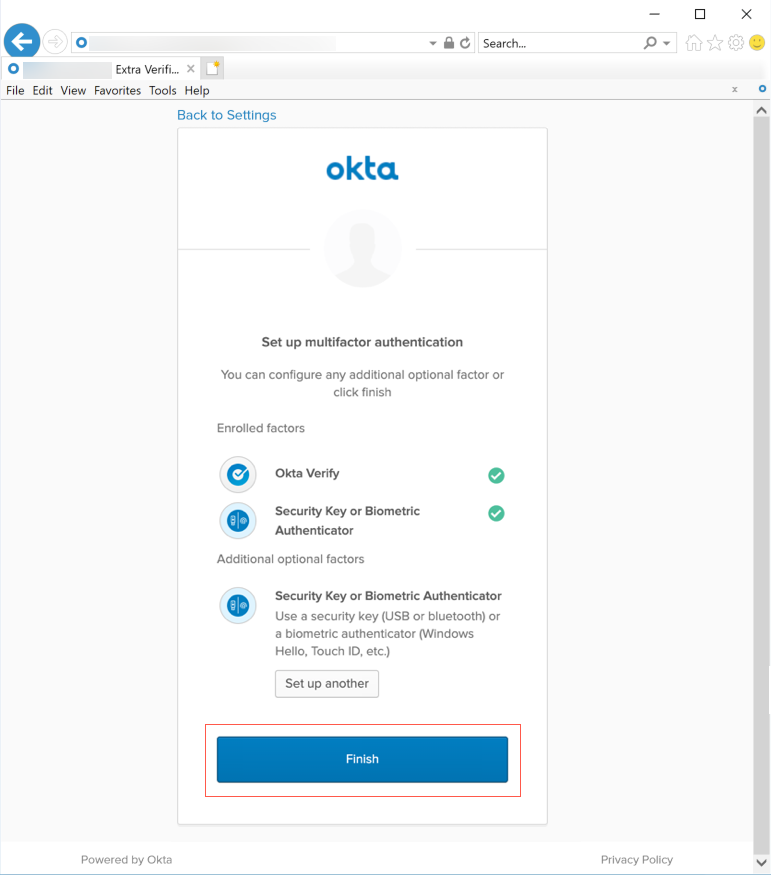 Search...
Extra Verifi...
File Edit View Favorites Tools Help
x
Back to Settings
okta
Set up multifactor authentication
You can configure any additional optional factor or
click finish
Enrolled factors
Okta Verify
Security Key or Biometric
Authenticator
Additional optional factors
Security Key or Biometric Authenticator
Use a security key (USB or bluetooth) or
a biometric authenticator (Windows
Hello, Touch ID, etc.)
Set up another
Finish
Powered by Okta
Privacy Policy